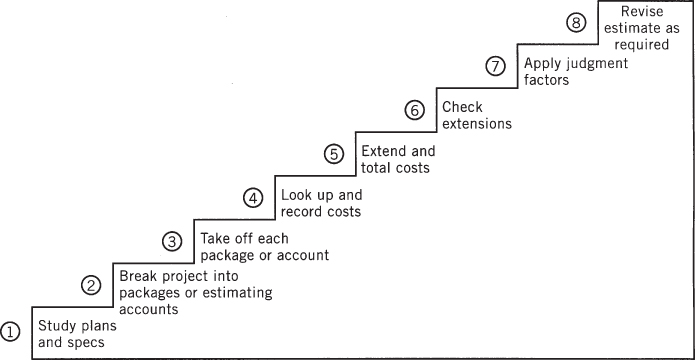 ①
Study plans
and specs
②
Break project into
packages or estimating
accounts
③
Take off each
package or account
④
Look up and
record costs
⑤
Extend and
total costs
⑥
Check
extensions
⑦
Apply judgment
factors
⑧
Revise
estimate as
required